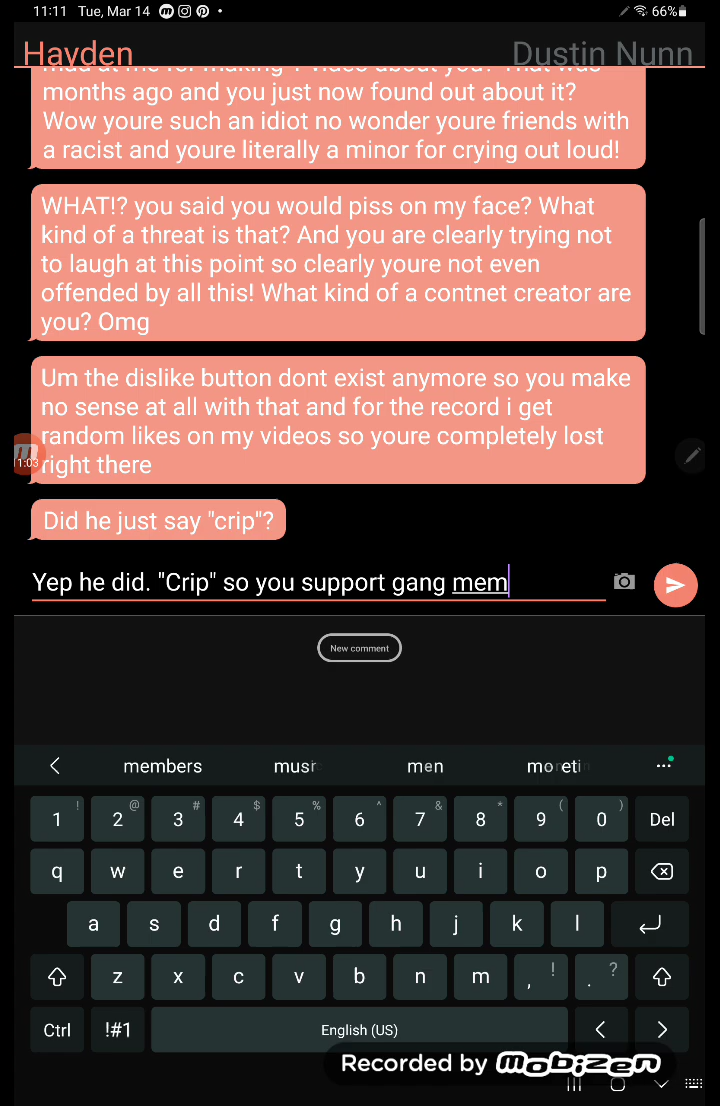 11:11 Tue, Mar 14
66%
Hayden
Dustin Nunn
months ago and you just now found out about it?
Wow youre such an idiot no wonder youre friends with
a racist and youre literally a minor for crying out loud!
WHAT!? you said you would piss on my face? What
kind of a threat is that? And you are clearly trying not
to laugh at this point so clearly youre not even
offended by all this! What kind of a contnet creator are
you? Omg
Um the dislike button dont exist anymore so you make
no sense at all with that and for the record i get
random likes on my videos so youre completely lost
right there
11:03
Did he just say "crip"?
Yep he did. "Crip" so you support gang mem
New comment
members music men
1 ! 2 @ 3 # 4 $ 5 % 6 ^ 7 & 8 * 9 ( 0 ) Del
q w e r t y u i o p
a s d f g h j k l
z x c v b n m , ! . ?
Ctrl !#1 English (US) < >
Recorded by Mobizen